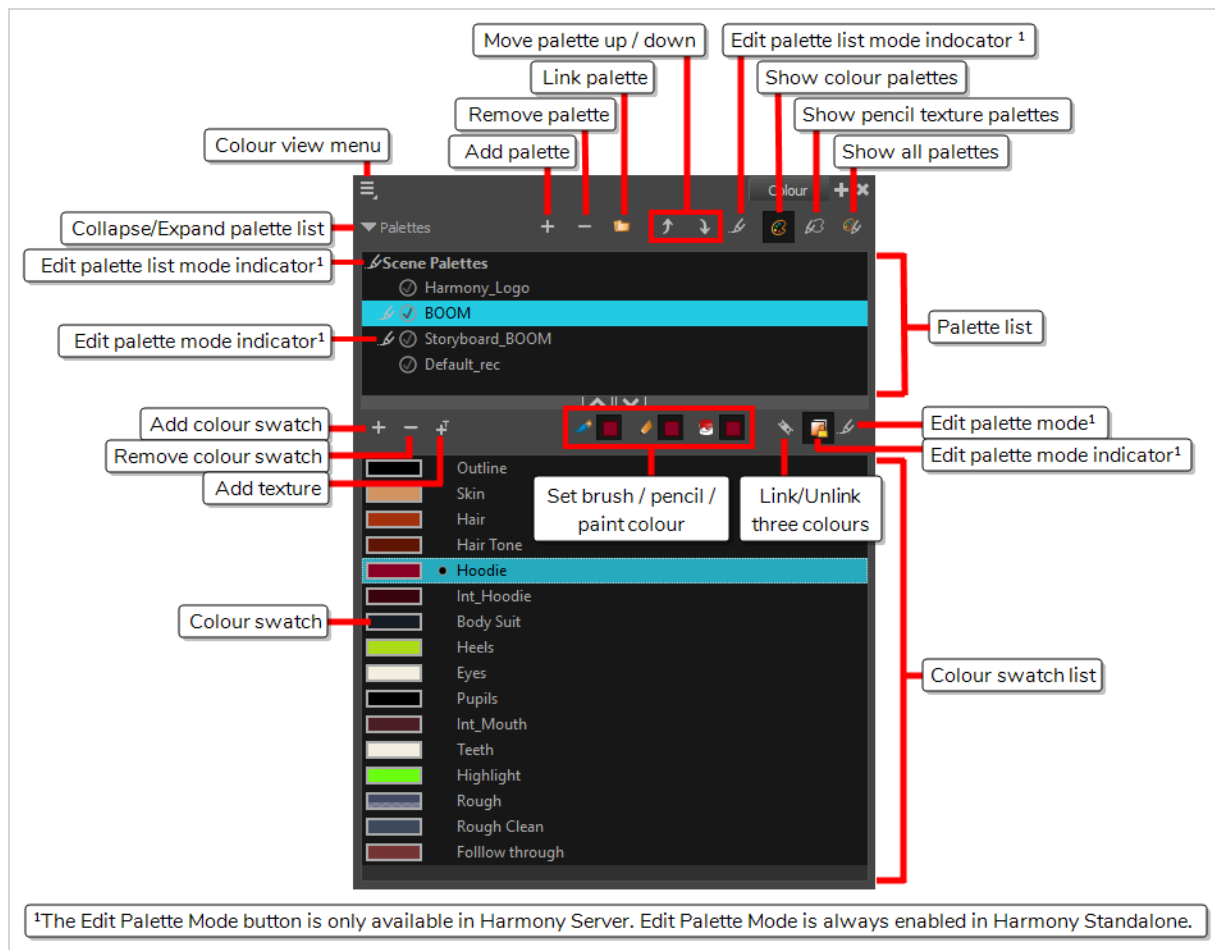 Move palette up / down
Edit palette list mode indocator ¹
Link palette
Show colour palettes
Remove palette
Show pencil texture palettes
Colour view menu
Add palette
Show all palettes
Colour
Collapse/Expand palette list
Palettes
Edit palette list mode indicator¹
Scene Palettes
Harmony_Logo
BOOM
Palette list
Edit palette mode indicator¹
Storyboard_BOOM
Default_rec
Add colour swatch
Edit palette mode¹
Remove colour swatch
Edit palette mode indicator¹
Add texture
Set brush / pencil /
paint colour
Link/Unlink
three colours
Outline
Skin
Hair
Hair Tone
Hoodie
Int_Hoodie
Colour swatch
Body Suit
Heels
Eyes
Colour swatch list
Pupils
Int_Mouth
Teeth
Highlight
Rough
Rough Clean
Folllow through
¹The Edit Palette Mode button is only available in Harmony Server. Edit Palette Mode is always enabled in Harmony Standalone.